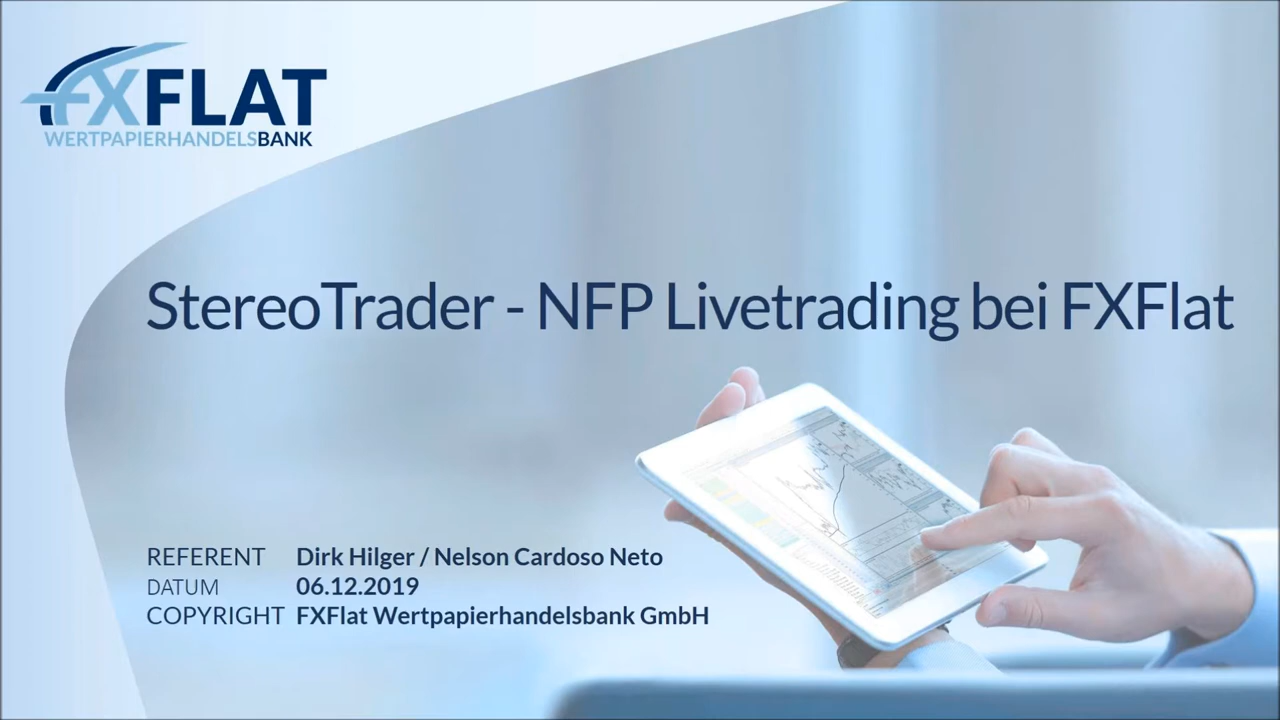 FXFLAT
WERTPAPIERHANDELSBANK
StereoTrader - NFP Livetrading bei FXFlat
REFERENT Dirk Hilger / Nelson Cardoso Neto
DATUM 06.12.2019
COPYRIGHT FXFlat Wertpapierhandelsbank GmbH